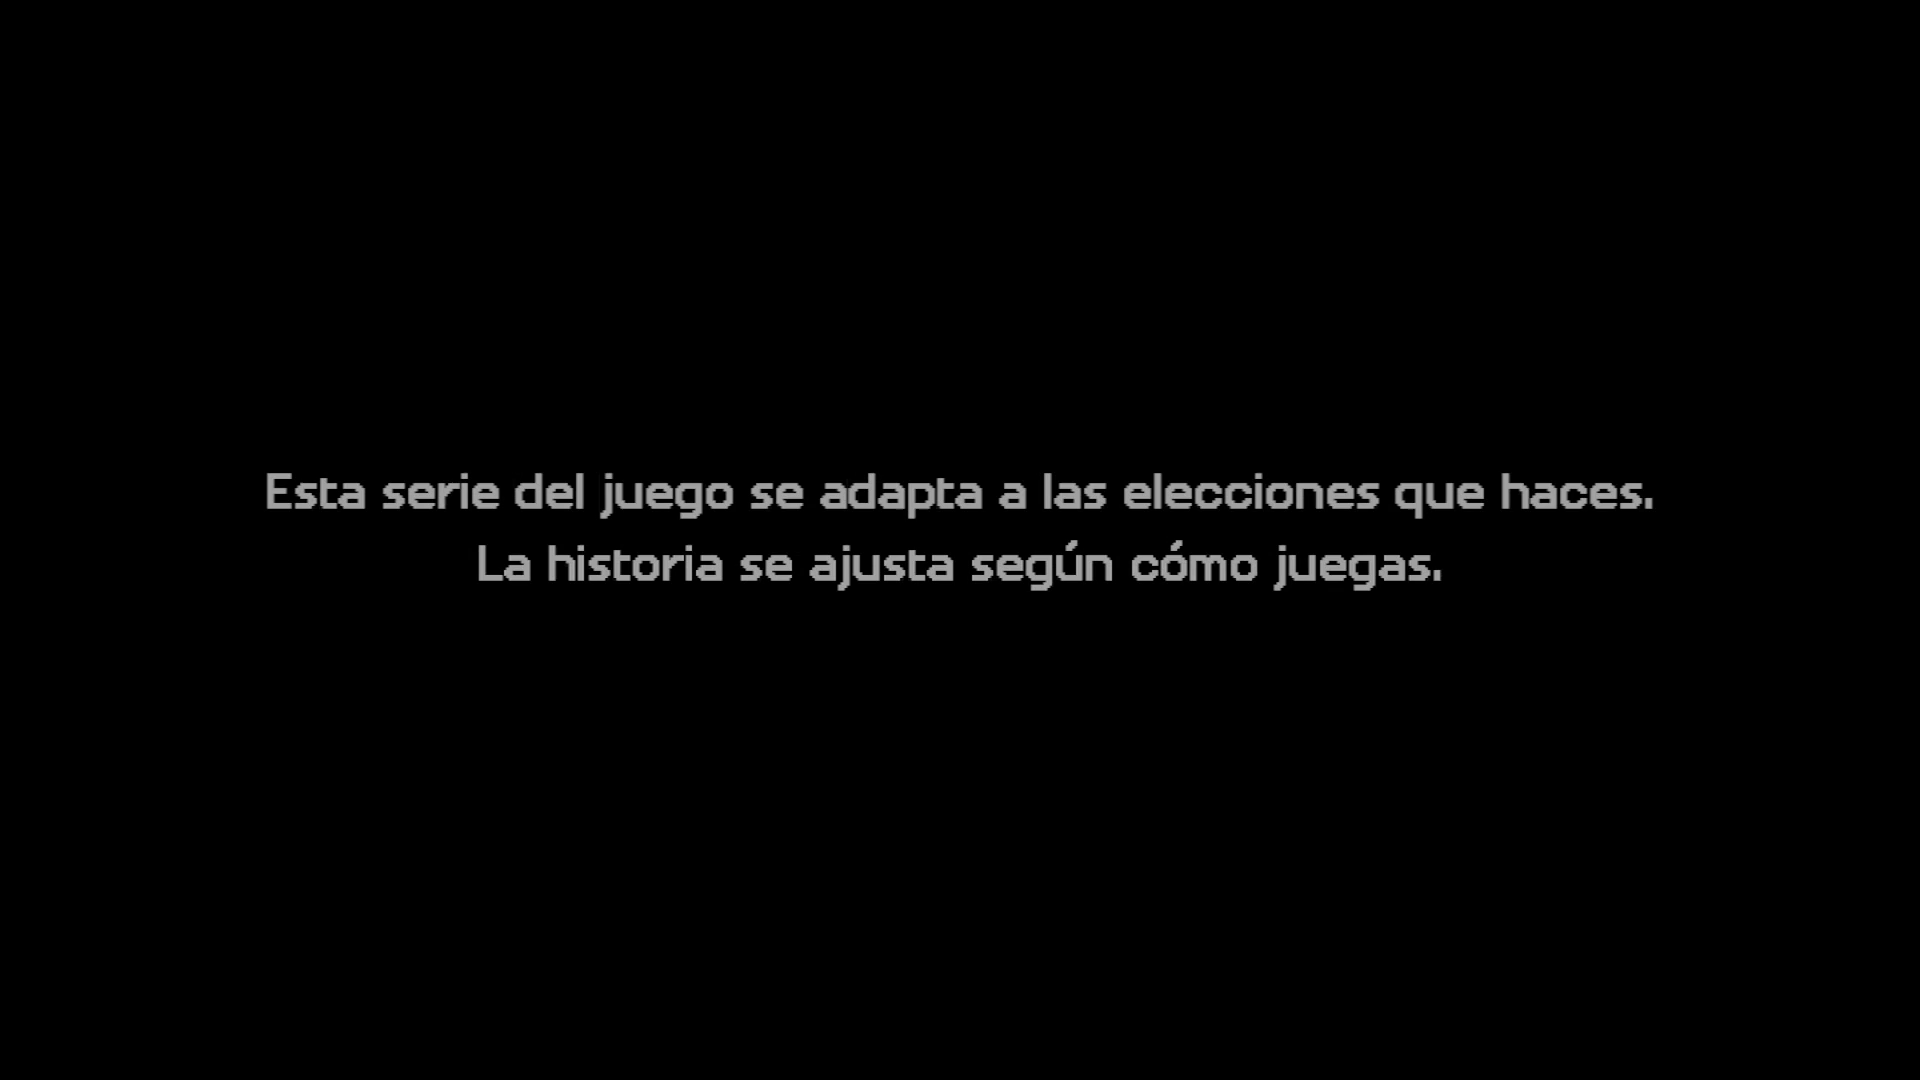 Esta serie del juego se adapta a las elecciones que haces.
La historia se ajusta según cómo juegas.